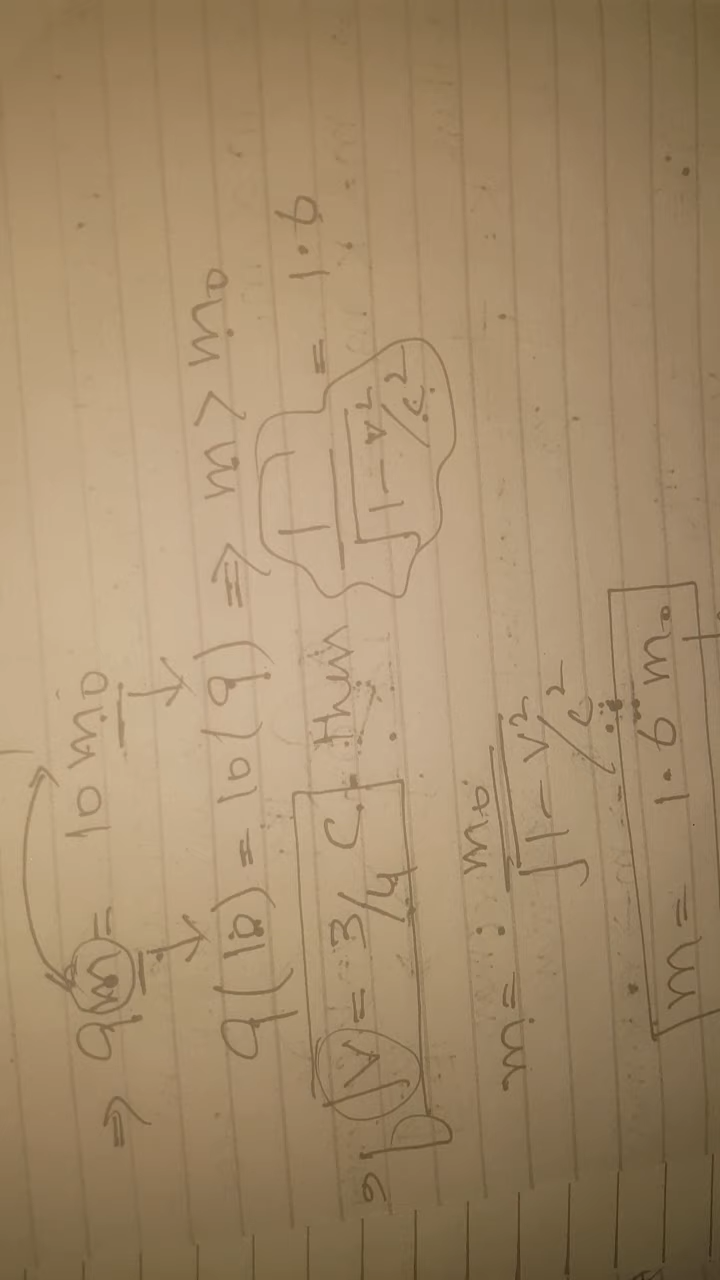 ⇒ 9m = 10 m₀
9(10) = 10(9) ⇒ m > m₀
V = 3/4 C then 1/√(1 - v²/c²) = 1.6
m = m₀/√(1 - v²/c²)
m = 1.6 m₀